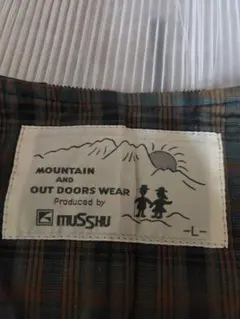 MOUNTAIN
AND
OUT DOORS WEAR
Produced by
musshu
-L-